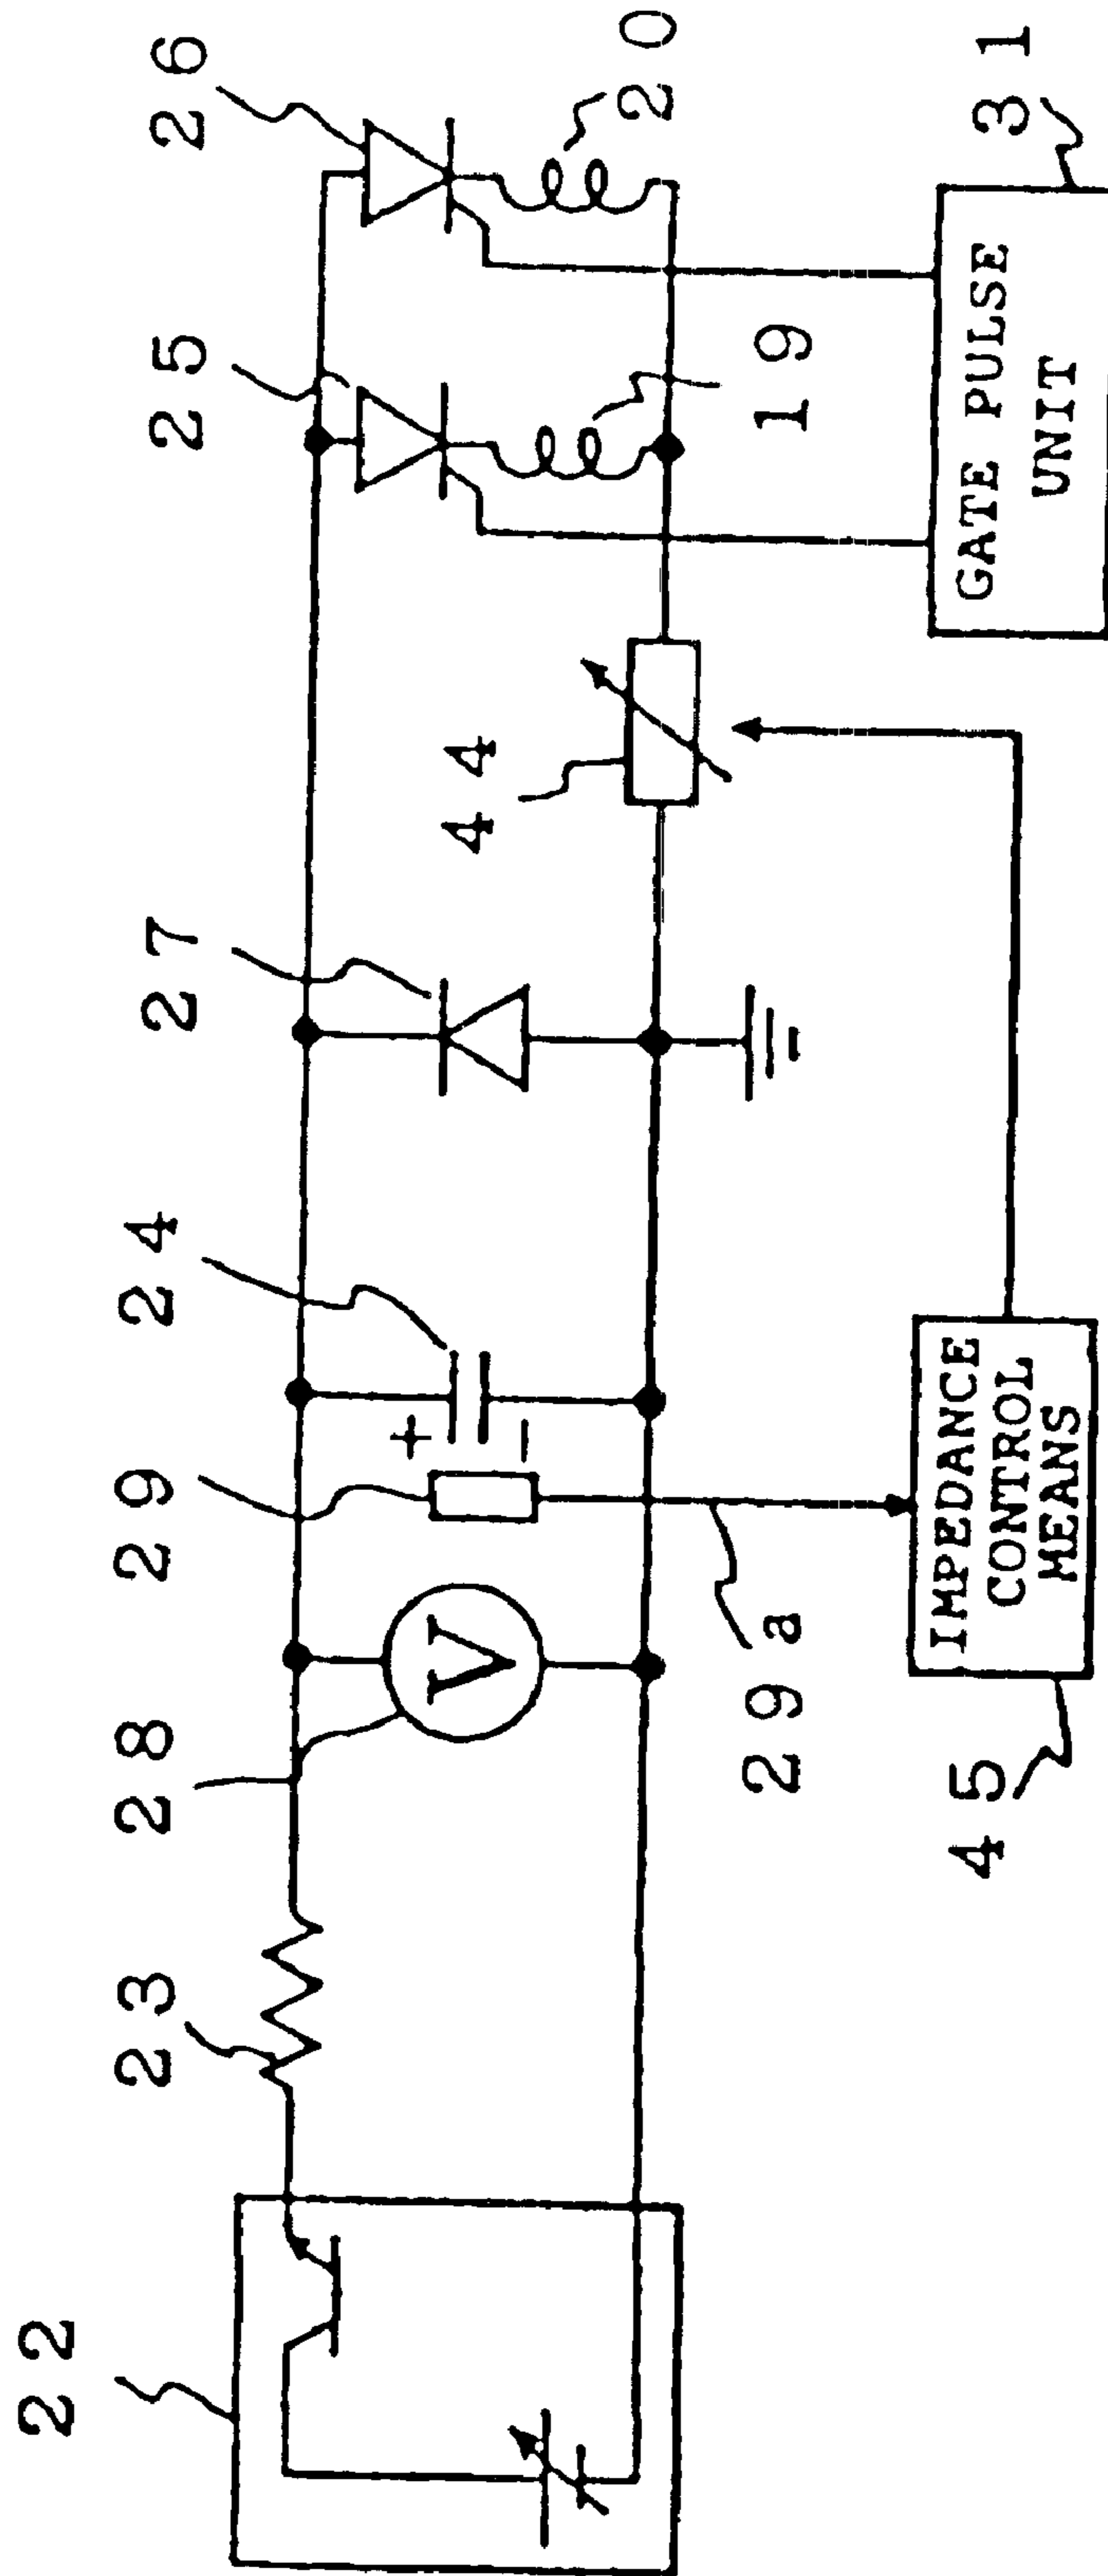 22
23
28
29
24
27
44
25
26
+
−
V
29a
19
20
45
IMPEDANCE
CONTROL
MEANS
GATE PULSE
UNIT
31